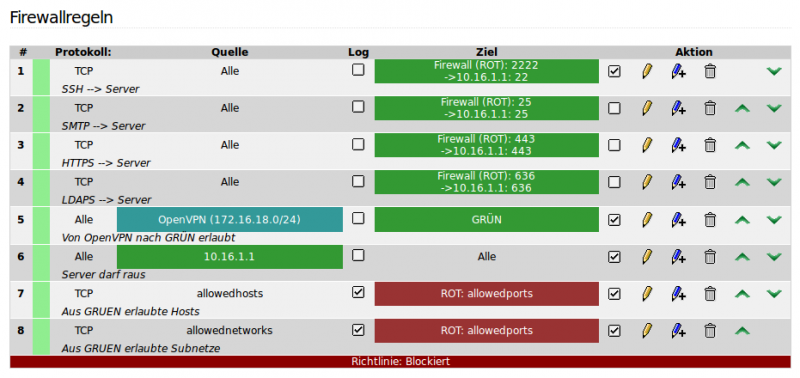 Firewallregeln
# Protokoll: Quelle Log Ziel Aktion
1 TCP Alle Firewall (ROT): 2222
->10.16.1.1: 22
SSH --> Server
2 TCP Alle Firewall (ROT): 25
->10.16.1.1: 25
SMTP --> Server
3 TCP Alle Firewall (ROT): 443
->10.16.1.1: 443
HTTPS --> Server
4 TCP Alle Firewall (ROT): 636
->10.16.1.1: 636
LDAPS --> Server
5 Alle OpenVPN (172.16.18.0/24) GRÜN
Von OpenVPN nach GRÜN erlaubt
6 Alle 10.16.1.1 Alle
Server darf raus
7 TCP allowedhosts ROT: allowedports
Aus GRUEN erlaubte Hosts
8 TCP allowednetworks ROT: allowedports
Aus GRUEN erlaubte Subnetze
Richtlinie: Blockiert